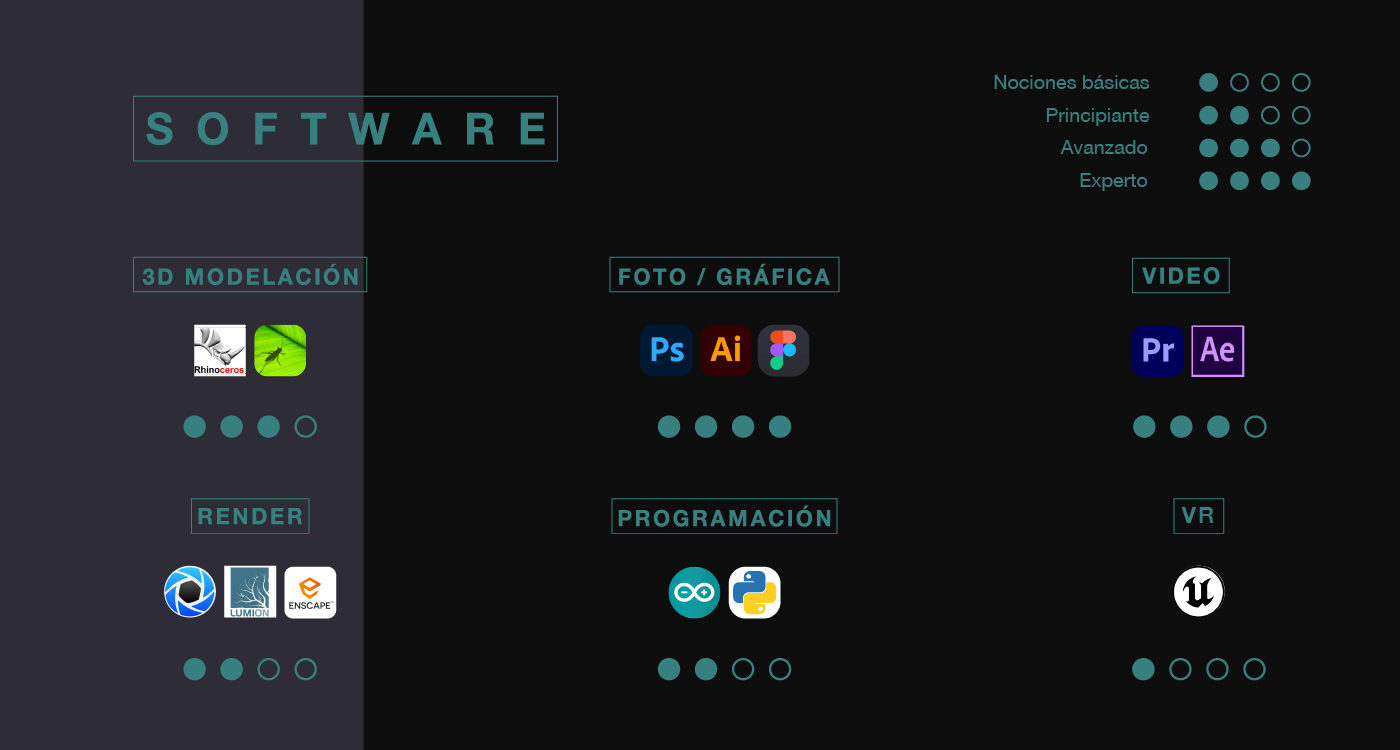 SOFTWARE
Nociones básicas
Principiante
Avanzado
Experto
3D MODELACIÓN
FOTO / GRÁFICA
VIDEO
Rhinoceros
Ps
Ai
Pr
Ae
RENDER
PROGRAMACIÓN
VR
LUMION
ENSCAPE™
u